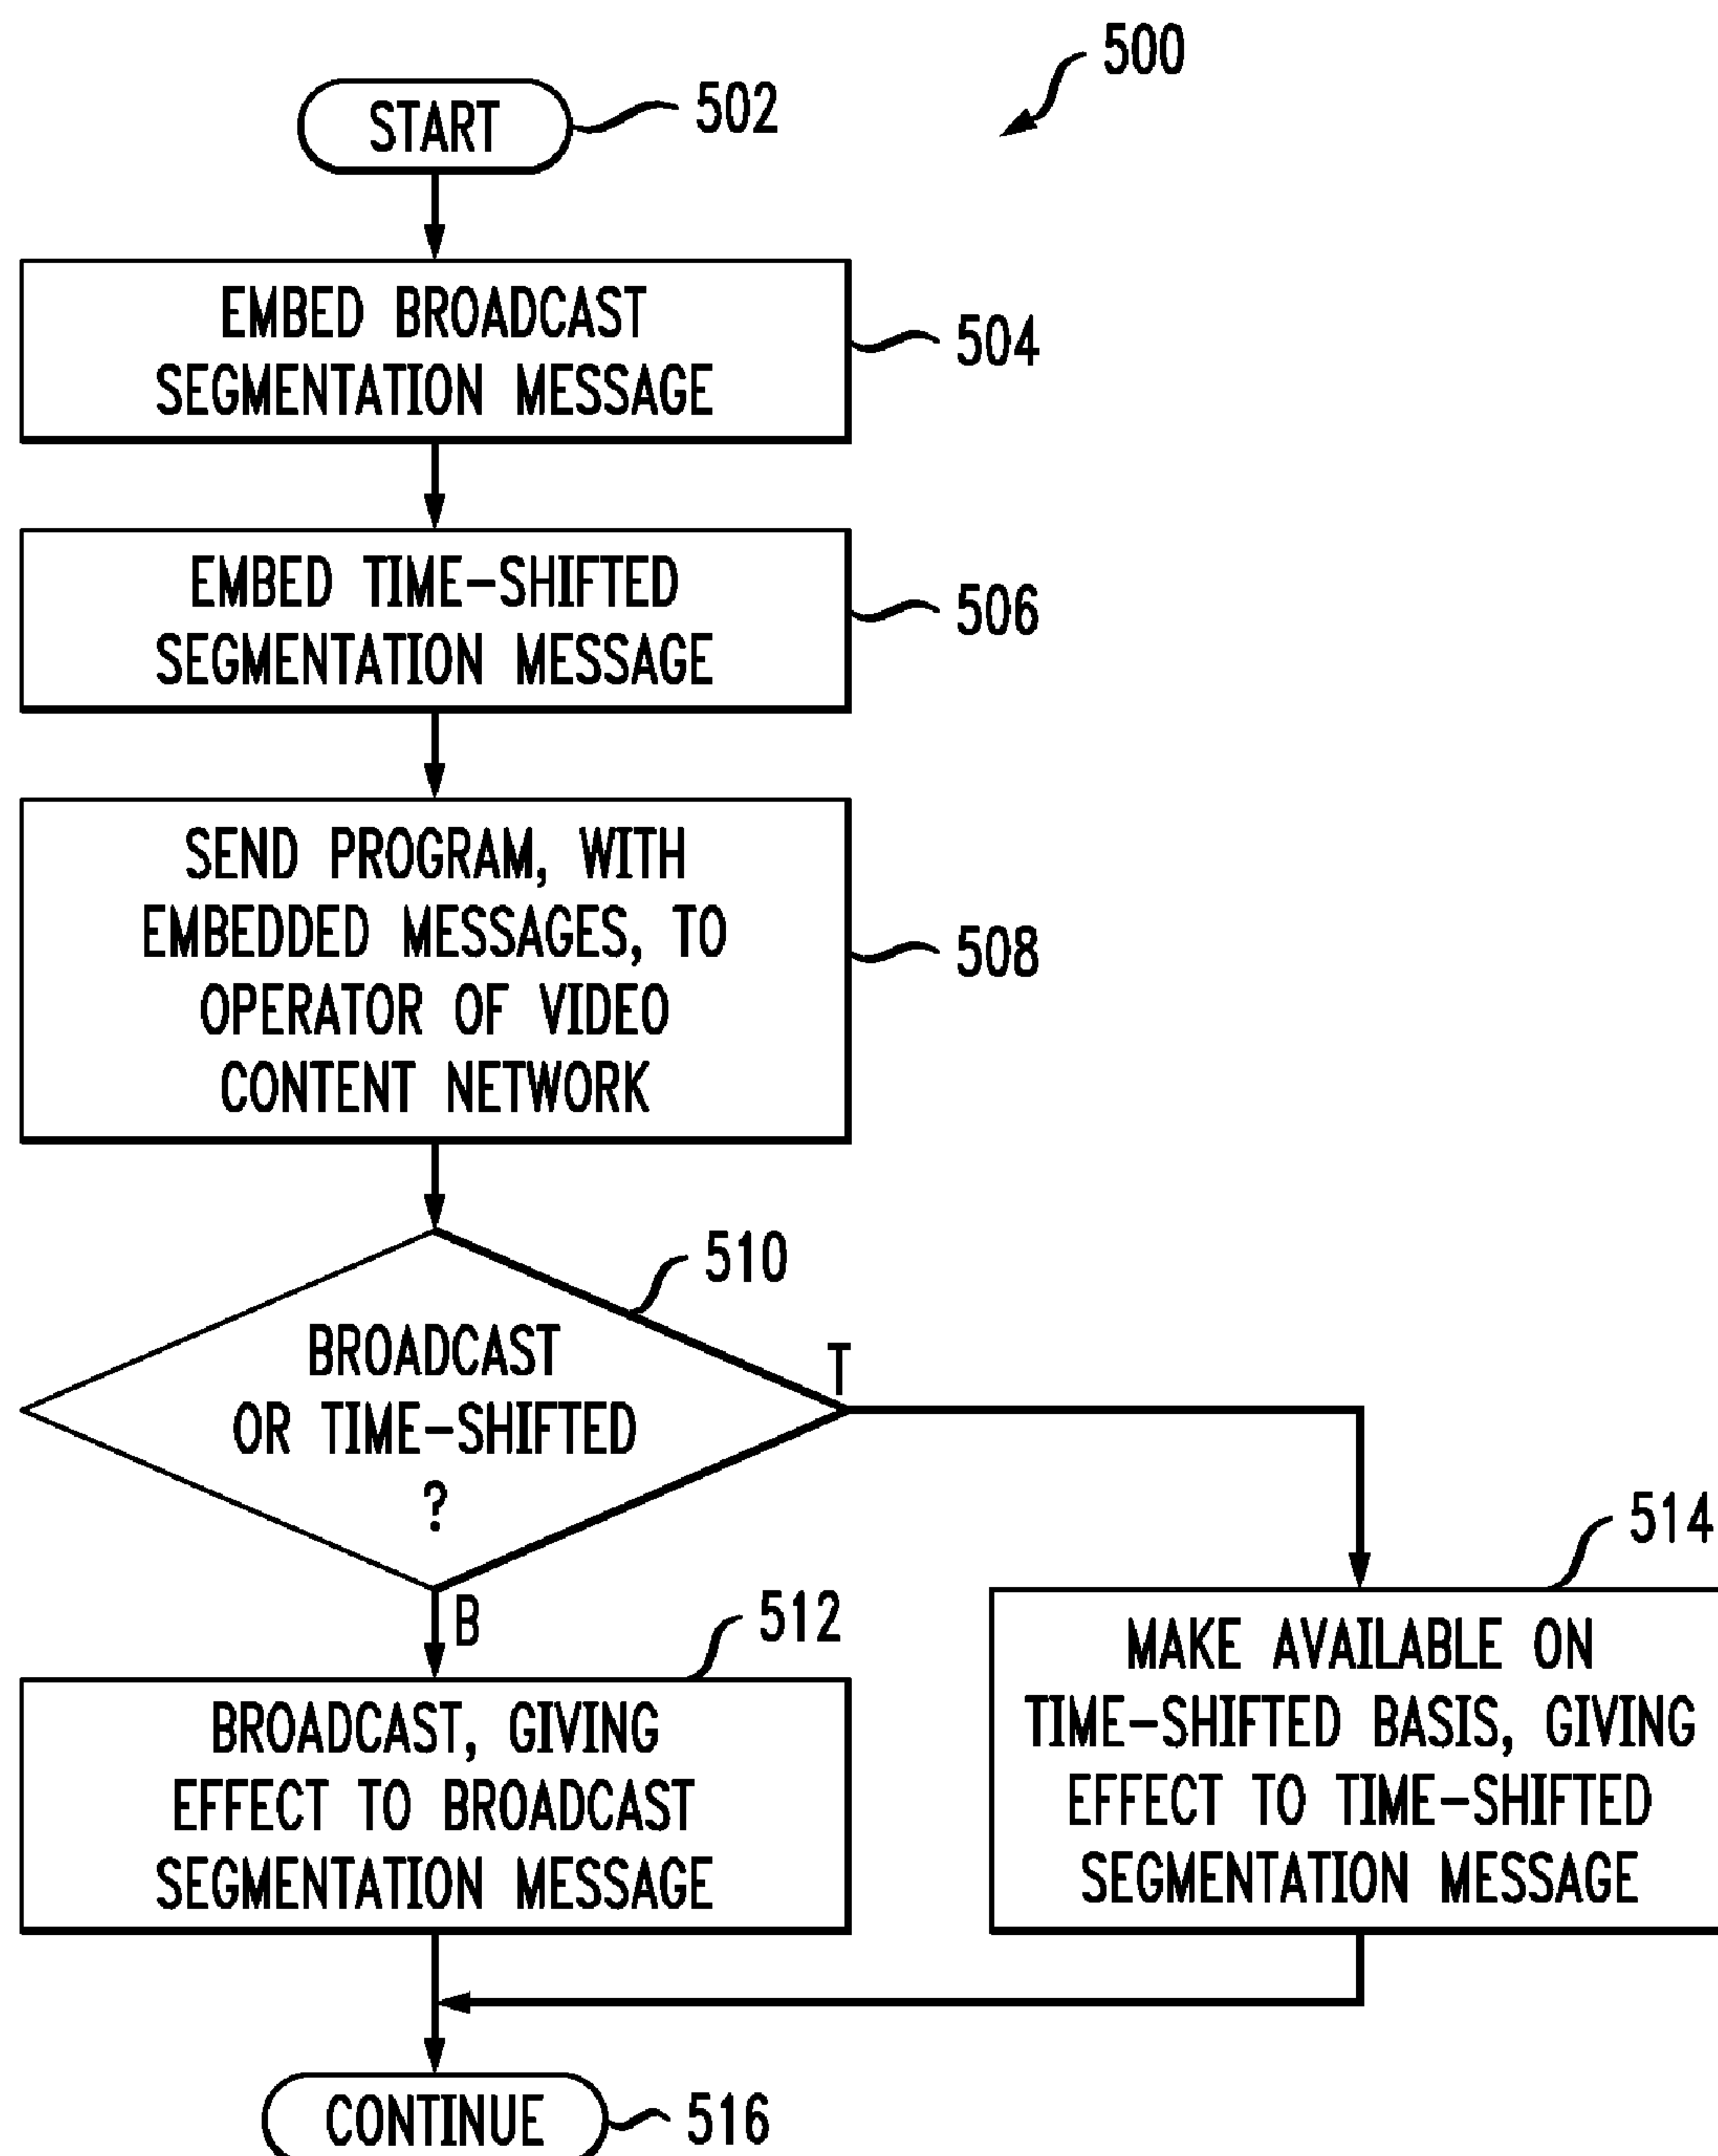 500
START
502
EMBED BROADCAST
SEGMENTATION MESSAGE
504
EMBED TIME-SHIFTED
SEGMENTATION MESSAGE
506
SEND PROGRAM, WITH
EMBEDDED MESSAGES, TO
OPERATOR OF VIDEO
CONTENT NETWORK
508
510
BROADCAST
OR TIME-SHIFTED
?
T
B
512
BROADCAST, GIVING
EFFECT TO BROADCAST
SEGMENTATION MESSAGE
514
MAKE AVAILABLE ON
TIME-SHIFTED BASIS, GIVING
EFFECT TO TIME-SHIFTED
SEGMENTATION MESSAGE
CONTINUE
516